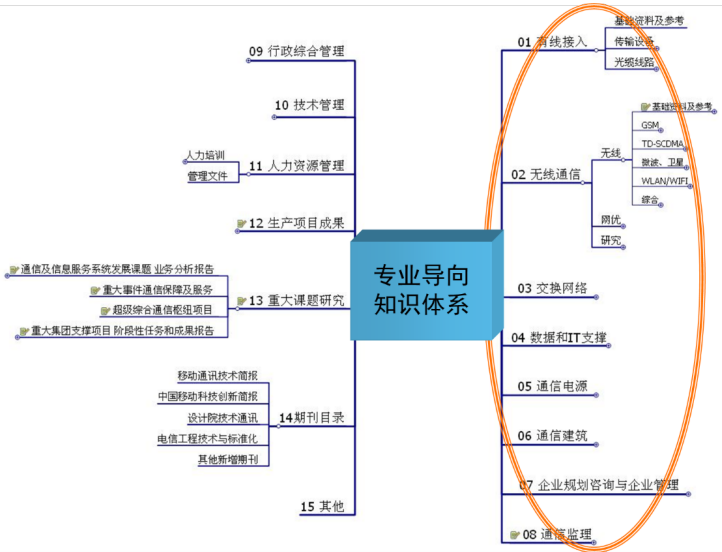 专业导向
知识体系
01 有线接入
基础资料及参考
传输设备
光缆线路
02 无线通信
无线
基础资料及参考
GSM
TD-SCDMA
微波、卫星
WLAN/WIFI
综合
网优
研究
03 交换网络
04 数据和IT支撑
05 通信电源
06 通信建筑
07 企业规划咨询与企业管理
08 通信监理
09 行政综合管理
10 技术管理
11 人力资源管理
人力培训
管理文件
12 生产项目成果
13 重大课题研究
通信及信息服务系统发展课题 业务分析报告
重大事件通信保障及服务
超级综合通信枢纽项目
重大集团支撑项目 阶段性任务和成果报告
14期刊目录
移动通讯技术简报
中国移动科技创新简报
设计院技术通讯
电信工程技术与标准化
其他新增期刊
15 其他